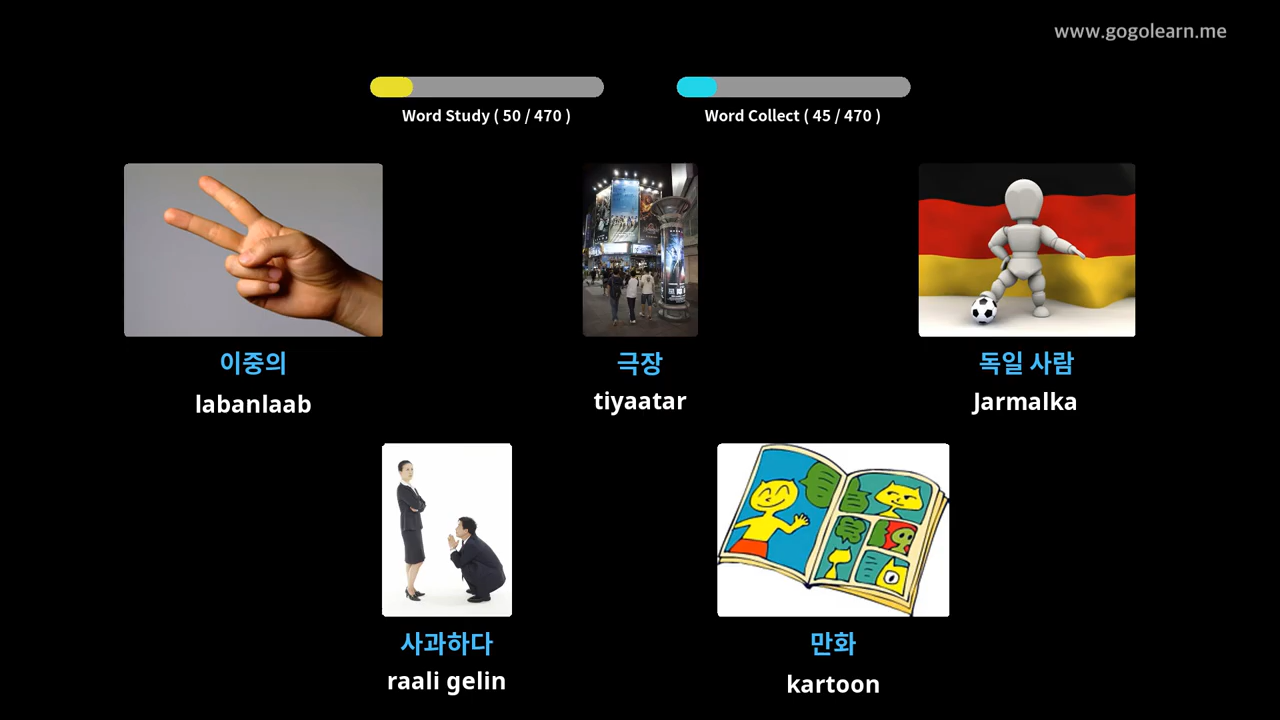 www.gogolearn.me
Word Study ( 50 / 470 )
Word Collect ( 45 / 470 )
이중의
극장
독일 사람
labanlaab
tiyaatar
Jarmalka
사과하다
만화
raali gelin
kartoon